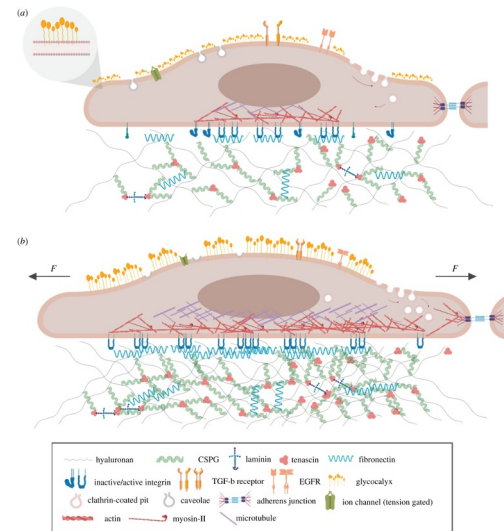 (a)
(b)
F
F
hyaluronan CSPG laminin tenascin fibronectin
inactive/active integrin TGF-b receptor EGFR glycocalyx
clathrin-coated pit caveolae adherens junction ion channel (tension gated)
actin myosin-II microtubule